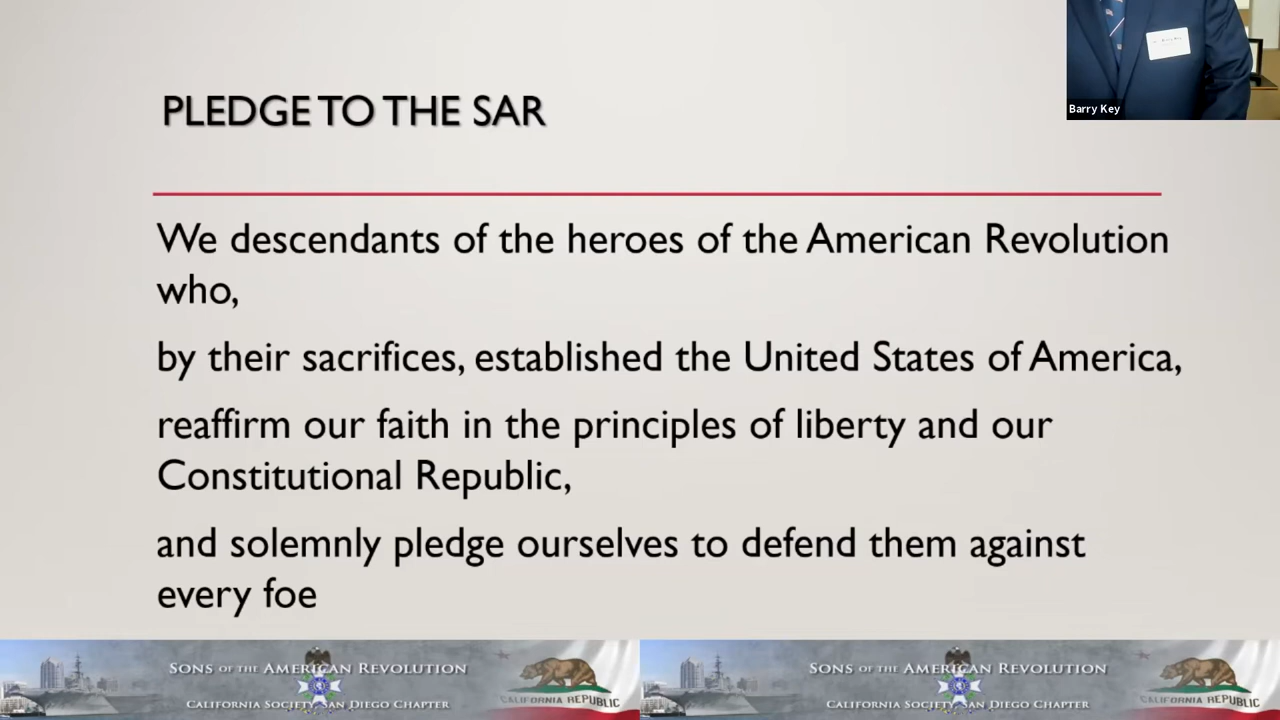 PLEDGE TO THE SAR
Barry Key
We descendants of the heroes of the American Revolution
who,
by their sacrifices, established the United States of America,
reaffirm our faith in the principles of liberty and our
Constitutional Republic,
and solemnly pledge ourselves to defend them against
every foe
SONS OF THE AMERICAN REVOLUTION
CALIFORNIA SOCIETY SAN DIEGO CHAPTER
CALIFORNIA REPUBLIC
SONS OF THE AMERICAN REVOLUTION
CALIFORNIA SOCIETY SAN DIEGO CHAPTER
CALIFORNIA REPUBLIC